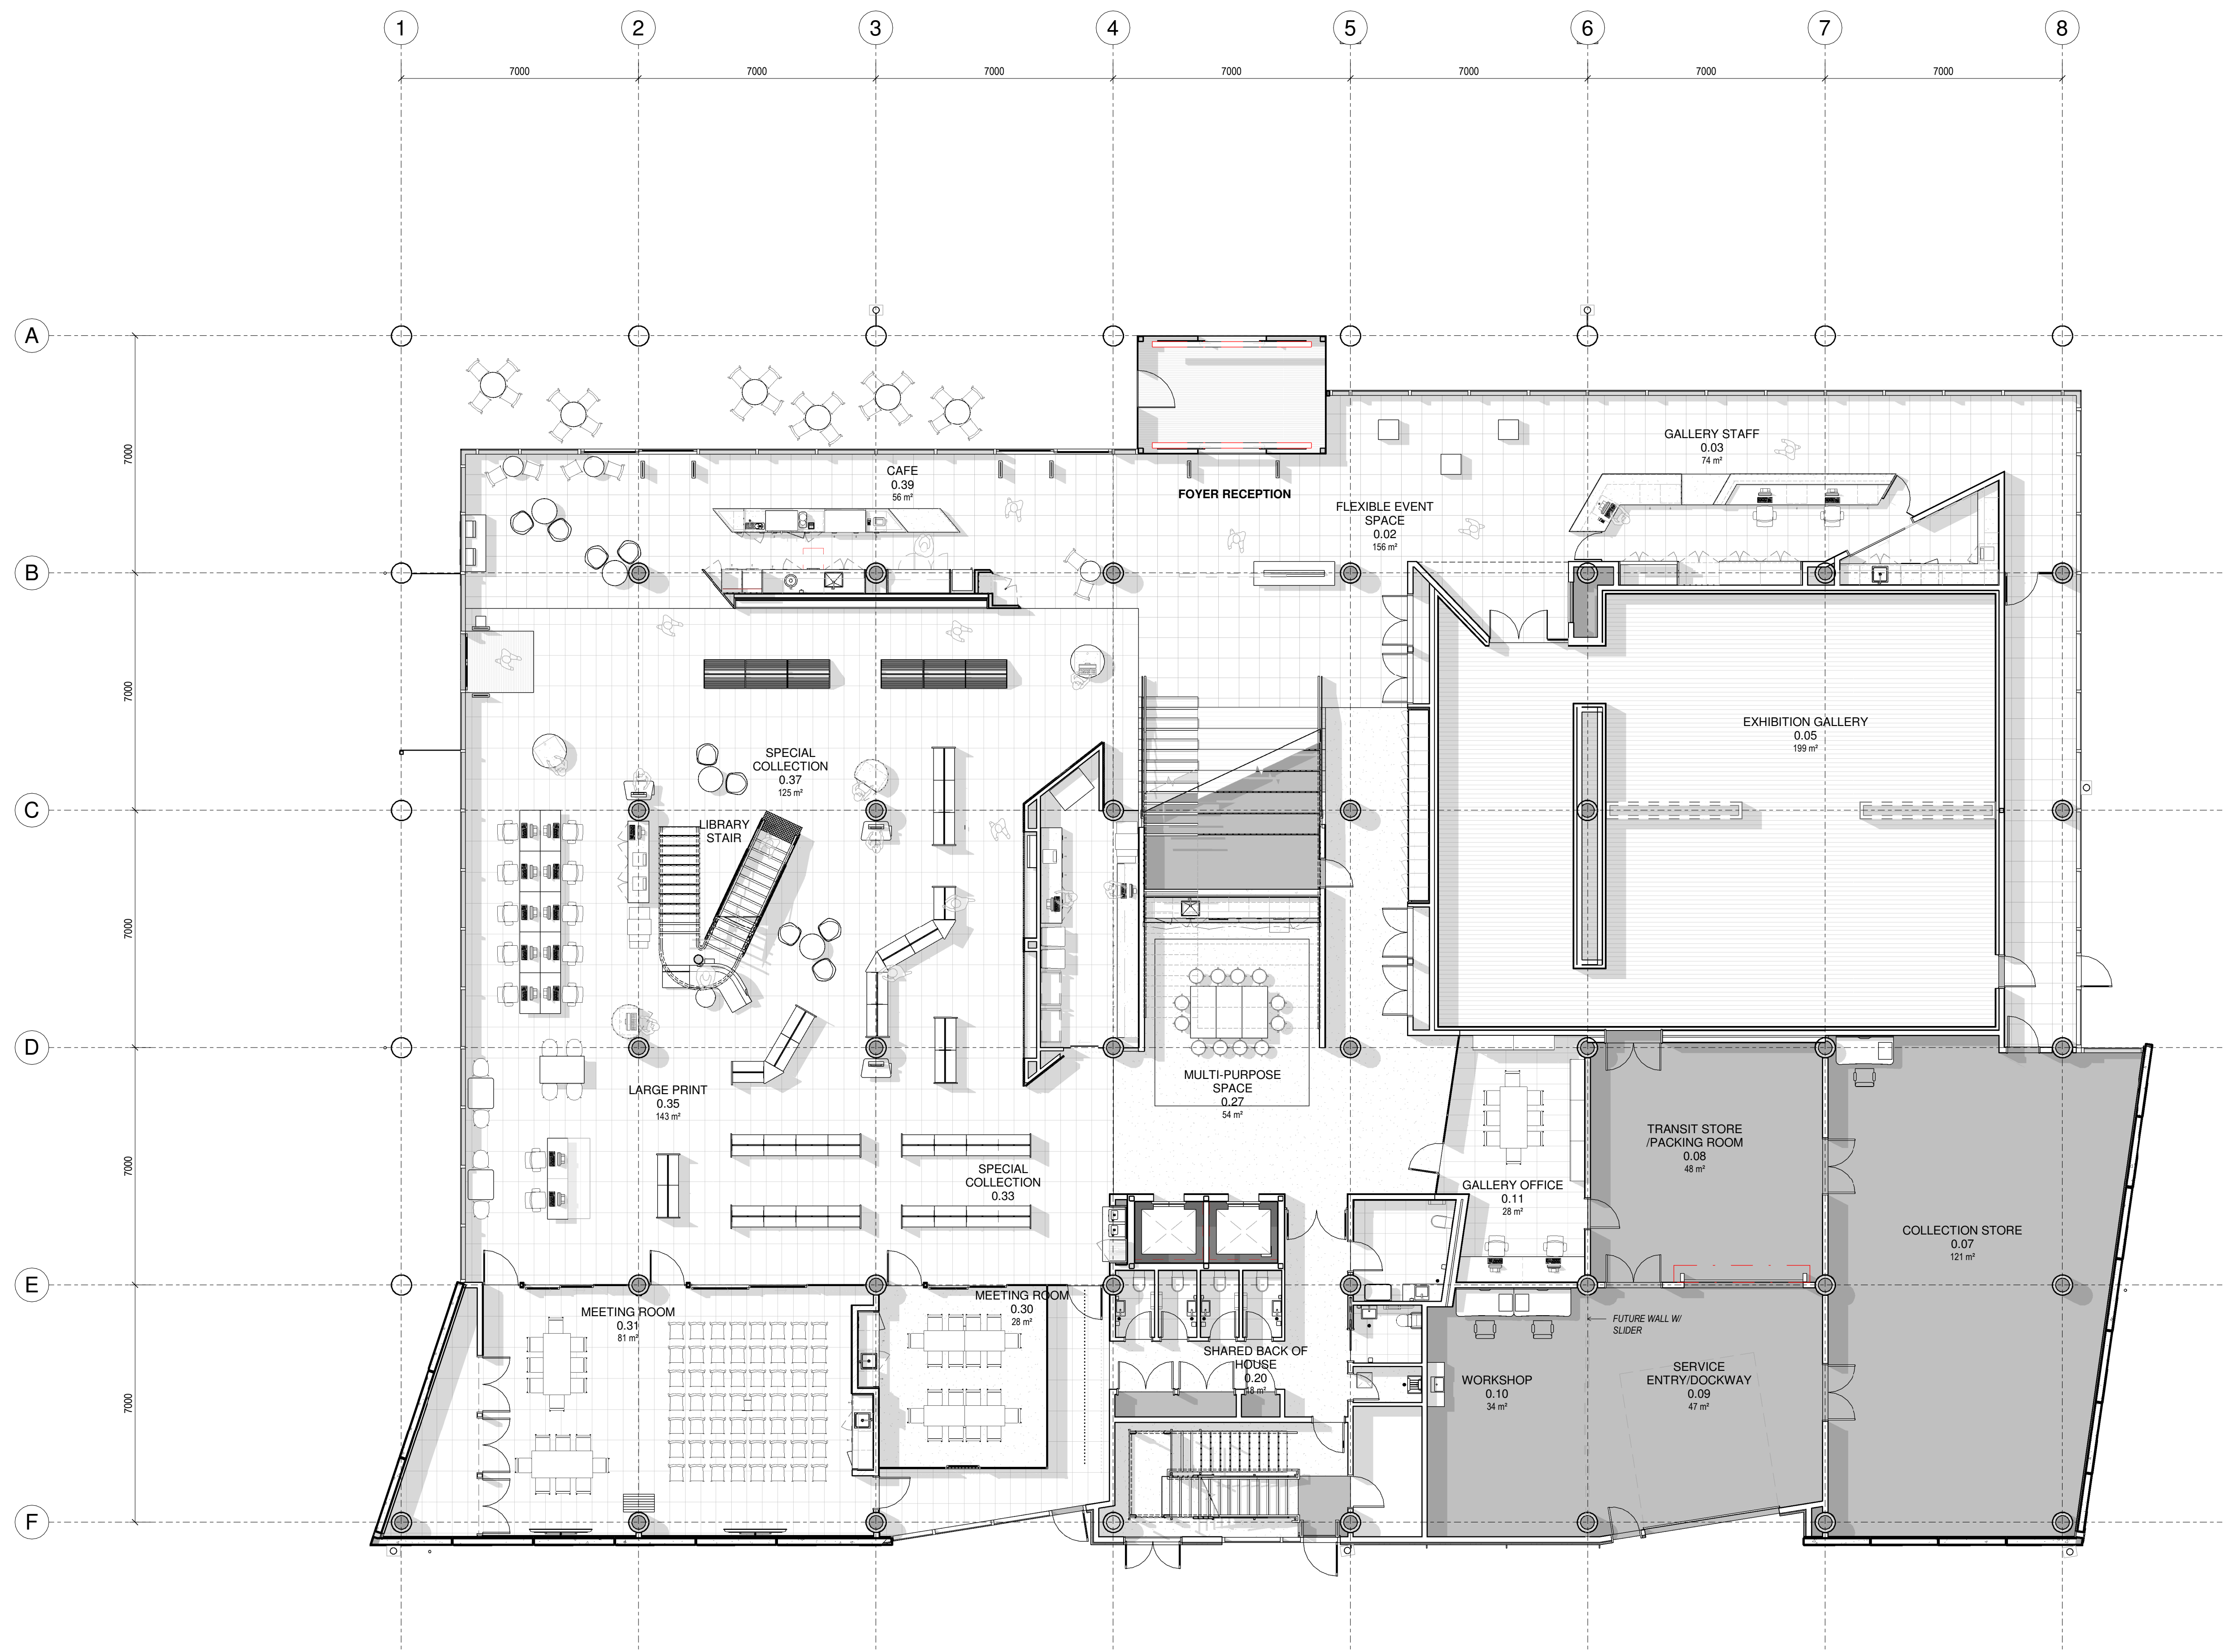 1 2 3 4 5 6 7 8
7000 7000 7000 7000 7000 7000 7000
A
7000
GALLERY STAFF
0.03
74 m²
CAFE
0.39
56 m²
FOYER RECEPTION
FLEXIBLE EVENT
SPACE
0.02
156 m²
B
7000
EXHIBITION GALLERY
0.05
199 m²
SPECIAL
COLLECTION
0.37
125 m²
C
LIBRARY
STAIR
7000
D
MULTI-PURPOSE
SPACE
0.27
54 m²
LARGE PRINT
0.35
143 m²
7000
TRANSIT STORE
/PACKING ROOM
0.08
48 m²
SPECIAL
COLLECTION
0.33
GALLERY OFFICE
0.11
28 m²
COLLECTION STORE
0.07
121 m²
E
MEETING ROOM
0.30
28 m²
MEETING ROOM
0.31
81 m²
FUTURE WALL W/
SLIDER
SHARED BACK OF
HOUSE
0.20
18 m²
WORKSHOP
0.10
34 m²
SERVICE
ENTRY/DOCKWAY
0.09
47 m²
7000
F